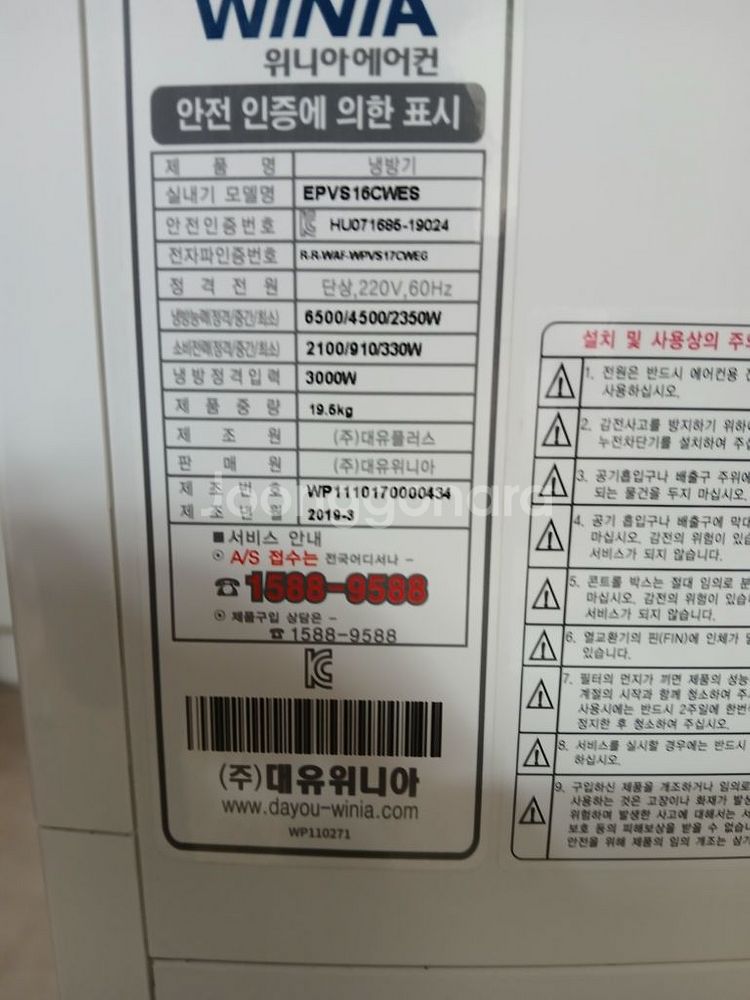 WINIA
위니아에어컨
안전 인증에 의한 표시
제 품 명 냉방기
실내기 모델명 EPVS16CWES
안전인증번호 HU071685-19024
전자파인증번호 R-R-WAF-WPVS17CWEG
정 격 전 원 단상,220V,60Hz
냉방능력(정격/중간/최소) 6500/4500/2350W
소비전력(정격/중간/최소) 2100/910/330W
냉방정격입력 3000W
제 품 중 량 19.5kg
제 조 원 (주)대유플러스
판 매 원 (주)대유위니아
제 조 번 호 WP1110170000434
제 조 년 월 2019-3
Joonggonara
■서비스 안내
⊙ A/S 접수는 전국어디서나 -
☎1588-9588
⊙ 제품구입 상담은 -
☎1588-9588
(주)대유위니아
www.dayou-winia.com
WP110271
설치 및 사용상의 주
1. 전원은 반드시 에어컨용
사용하십시오.
2. 감전사고를 방지하기 위하
누전차단기를 설치하여 주십
3. 공기흡입구나 배출구 주위에
되는 물건을 두지 마십시오.
4. 공기 흡입구나 배출구에 막대
마십시오. 감전의 위험이 있습
서비스가 되지 않습니다.
5. 콘트롤 박스는 절대 임의로 분
마십시오. 감전의 위험이 있습
서비스가 되지 않습니다.
6. 열교환기의 핀(FIN)에 인체가
있습니다.
7. 필터의 먼지가 끼면 제품의 성능
계절의 시작과 함께 청소하여 주
사용시에는 반드시 2주일에 한번
정지한 후 청소하여 주십시오.
8. 서비스를 실시할 경우에는 반드시
하십시오.
9. 구입하신 제품을 개조하거나 임의로
사용하는 것은 고장이나 화재가 발생
위험하며 발생한 사고에 대해서는 서
보호 등의 피해보상을 받을 수 없습니
안전을 위해 제품의 임의 개조는 삼가